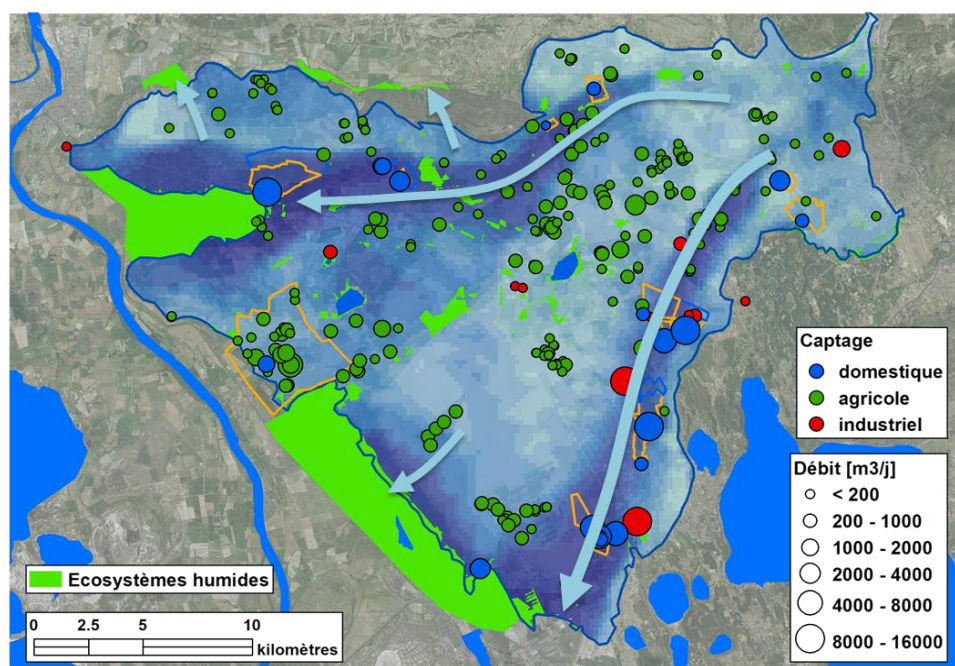 Captage
domestique
agricole
industriel
Débit [m3/j]
< 200
200 - 1000
1000 - 2000
2000 - 4000
4000 - 8000
8000 - 16000
Ecosystèmes humides
0 2.5 5 10
kilomètres